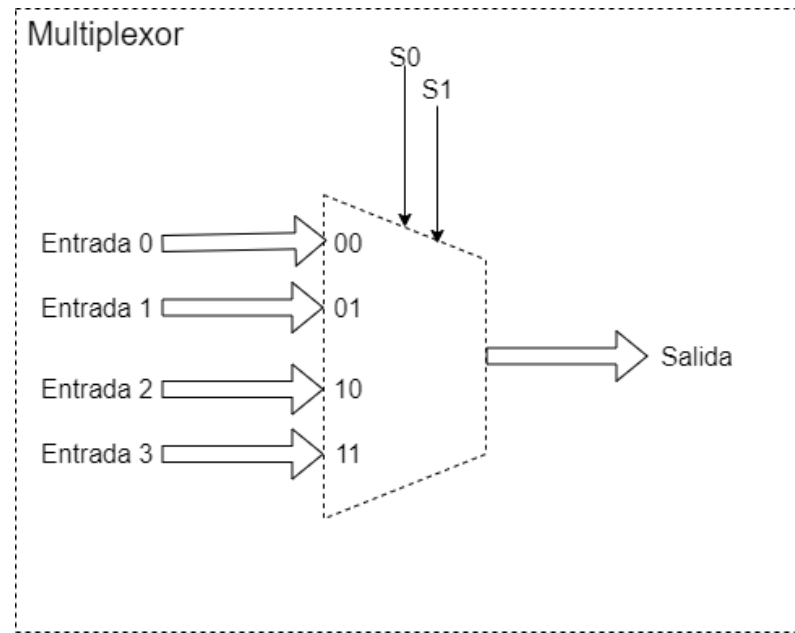 Multiplexor
S0
S1
Entrada 0
00
Entrada 1
01
Salida
Entrada 2
10
Entrada 3
11